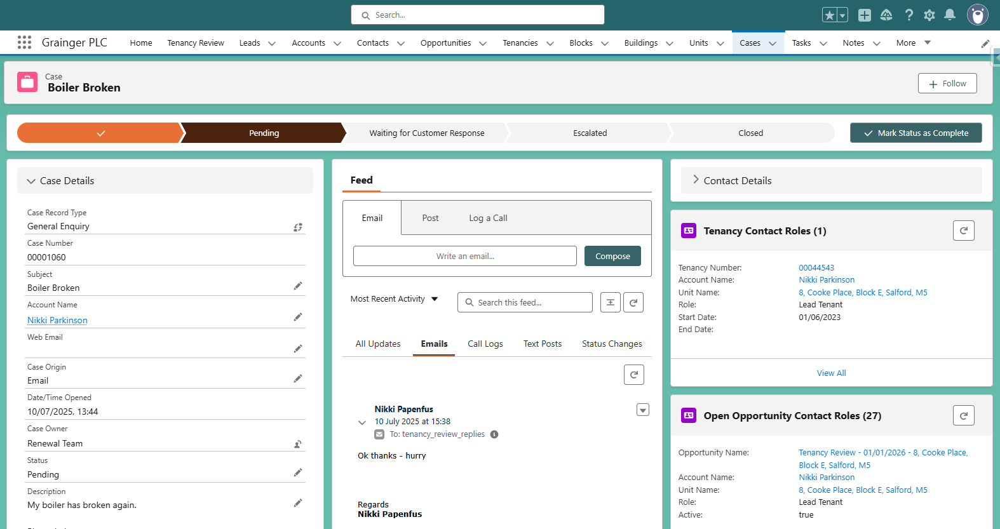 Search...
Grainger PLC
Home
Tenancy Review
Leads
Accounts
Contacts
Opportunities
Tenancies
Blocks
Buildings
Units
Cases
Tasks
Notes
More
Case
Boiler Broken
Follow
Pending
Waiting for Customer Response
Escalated
Closed
Mark Status as Complete
Case Details
Case Record Type
General Enquiry
Case Number
00001060
Subject
Boiler Broken
Account Name
Nikki Parkinson
Web Email
Case Origin
Email
Date/Time Opened
10/07/2025, 13:44
Case Owner
Renewal Team
Status
Pending
Description
My boiler has broken again.
Feed
Email
Post
Log a Call
Write an email...
Compose
Most Recent Activity
Search this feed...
All Updates
Emails
Call Logs
Text Posts
Status Changes
Nikki Papenfus
10 July 2025 at 15:38
To: tenancy_review_replies
Ok thanks - hurry
Regards
Nikki Papenfus
Contact Details
Tenancy Contact Roles (1)
Tenancy Number: 00044543
Account Name: Nikki Parkinson
Unit Name: 8, Cooke Place, Block E, Salford, M5
Role: Lead Tenant
Start Date: 01/06/2023
End Date:
View All
Open Opportunity Contact Roles (27)
Opportunity Name: Tenancy Review - 01/01/2026 - 8, Cooke Place,
Block E, Salford, M5
Account Name: Nikki Parkinson
Unit Name: 8, Cooke Place, Block E, Salford, M5
Role: Lead Tenant
Active: true